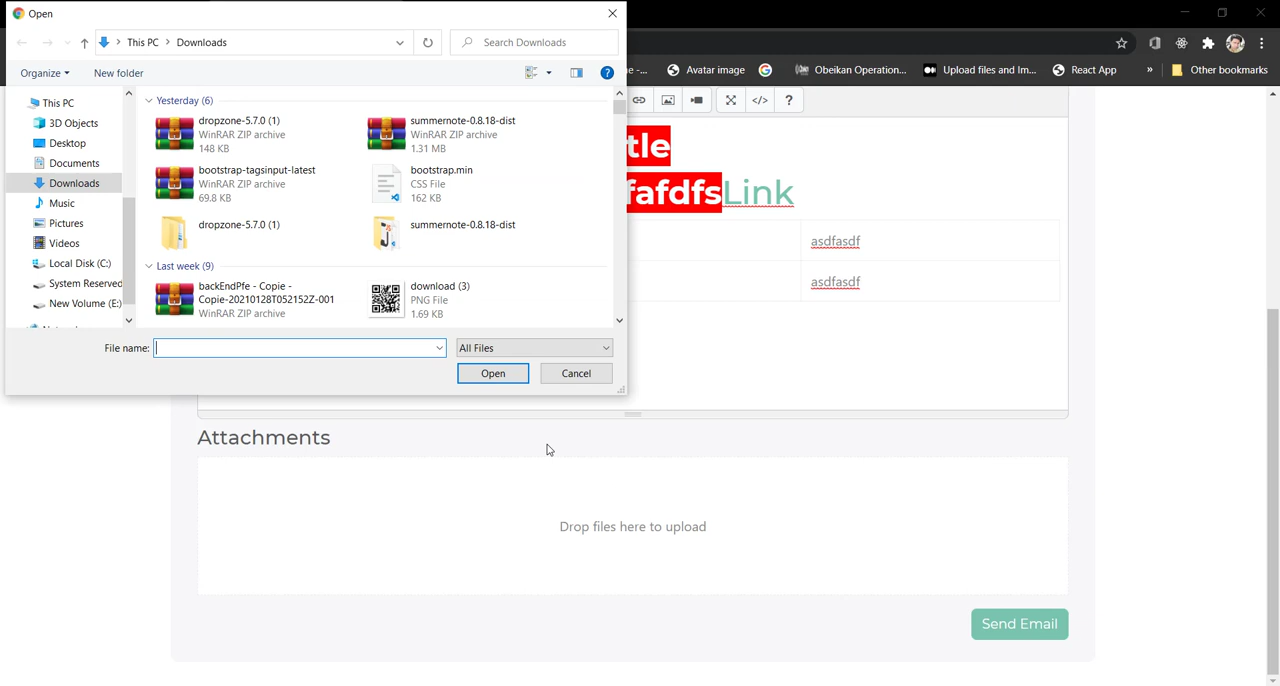 Open
This PC > Downloads
Search Downloads
Organize
New folder
?
e -...
Avatar image
Obeikan Operation...
Upload files and Im...
React App
»
Other bookmarks
This PC
3D Objects
Desktop
Documents
Downloads
Music
Pictures
Videos
Local Disk (C:)
System Reserved
New Volume (E:)
Yesterday (6)
dropzone-5.7.0 (1)
WinRAR ZIP archive
148 KB
summernote-0.8.18-dist
WinRAR ZIP archive
1.31 MB
bootstrap-tagsinput-latest
WinRAR ZIP archive
69.8 KB
bootstrap.min
CSS File
162 KB
dropzone-5.7.0 (1)
summernote-0.8.18-dist
Last week (9)
backEndPfe - Copie -
Copie-20210128T052152Z-001
WinRAR ZIP archive
download (3)
PNG File
1.69 KB
File name:
All Files
Open
Cancel
</>
?
tle
fafdfsLink
asdfasdf
asdfasdf
Attachments
Drop files here to upload
Send Email